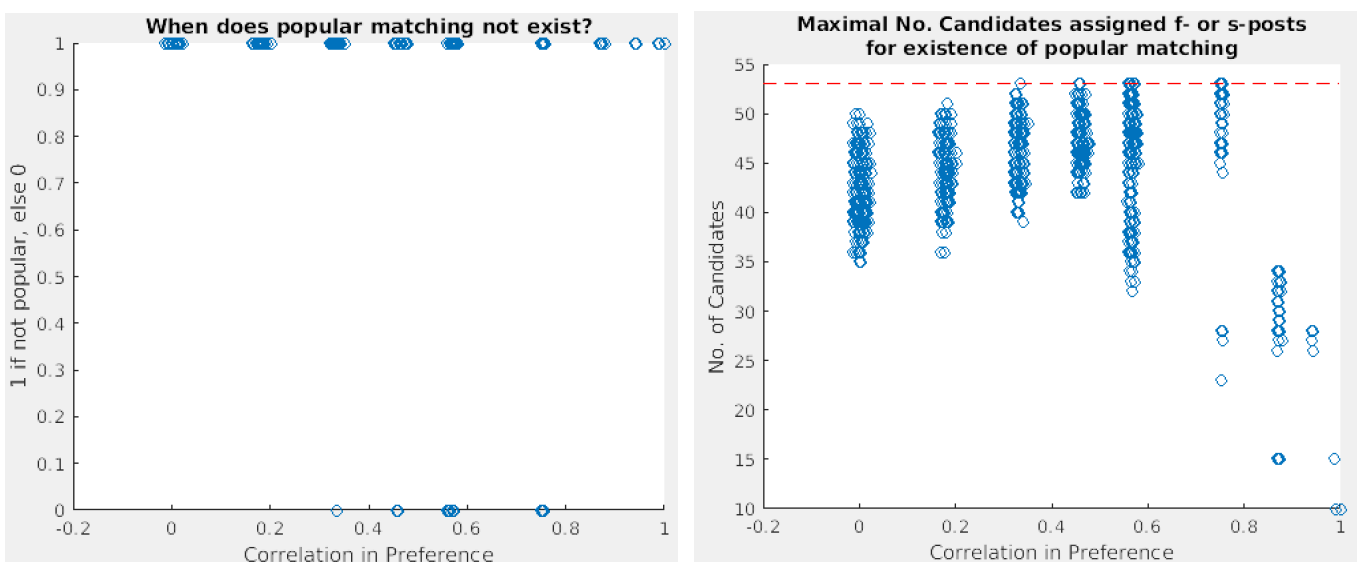 When does popular matching not exist?
1
0.9
0.8
0.7
0.6
0.5
0.4
0.3
0.2
0.1
0
1 if not popular, else 0
-0.2 0 0.2 0.4 0.6 0.8 1
Correlation in Preference
Maximal No. Candidates assigned f- or s-posts
for existence of popular matching
55
50
45
40
35
30
25
20
15
10
No. of Candidates
-0.2 0 0.2 0.4 0.6 0.8 1
Correlation in Preference